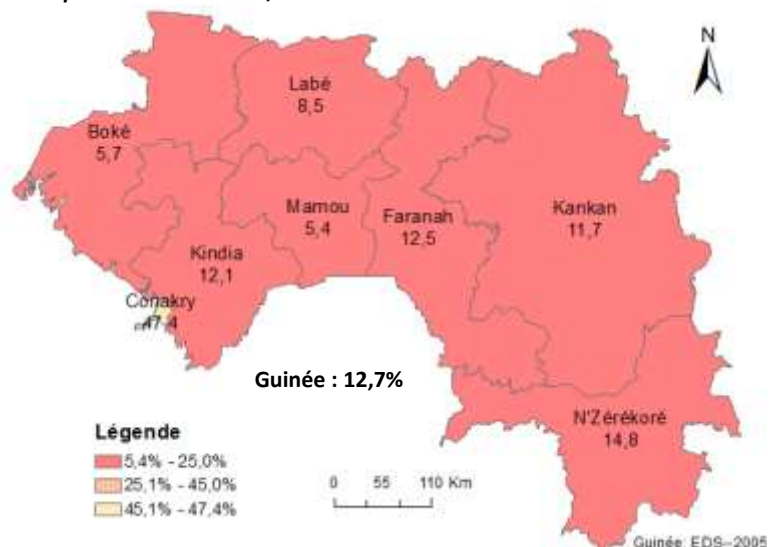 N
Labé
8,5
Boké
5,7
Mamou
5,4
Faranah
12,5
Kankan
11,7
Kindia
12,1
Conakry
47,4
Guinée : 12,7%
N'Zérékoré
14,8
Légende
5,4% - 25,0%
25,1% - 45,0%
45,1% - 47,4%
0 55 110 Km
Guinée: EDS--2005